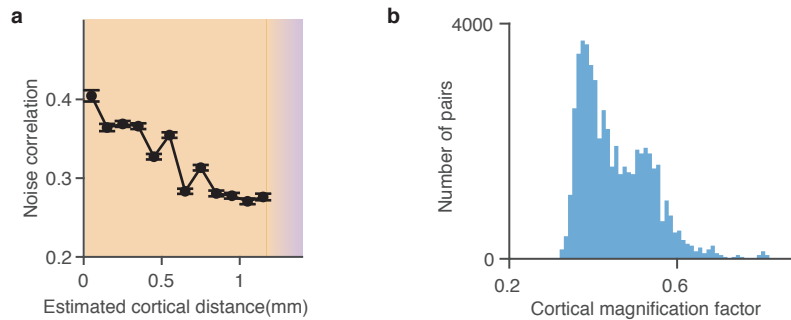 a
Noise correlation
0.4
0.3
0.2
0
0.5
1
Estimated cortical distance(mm)
b
Number of pairs
4000
0
0.2
0.6
Cortical magnification factor